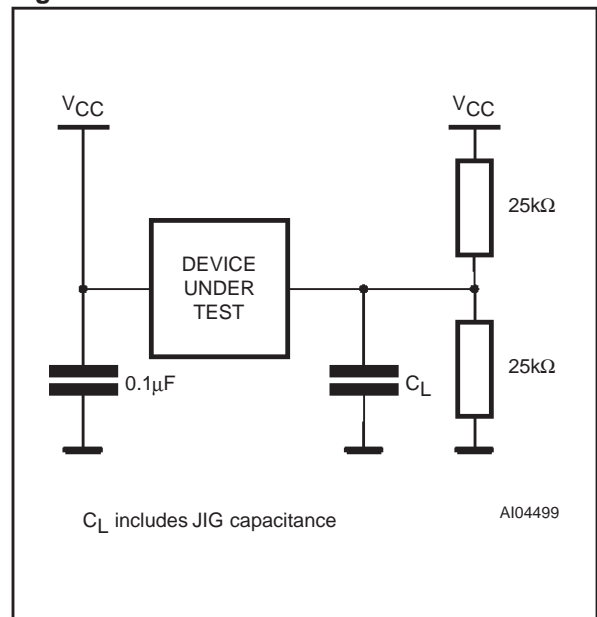 VCC
VCC
25kΩ
DEVICE
UNDER
TEST
25kΩ
0.1µF
CL
CL includes JIG capacitance
AI04499